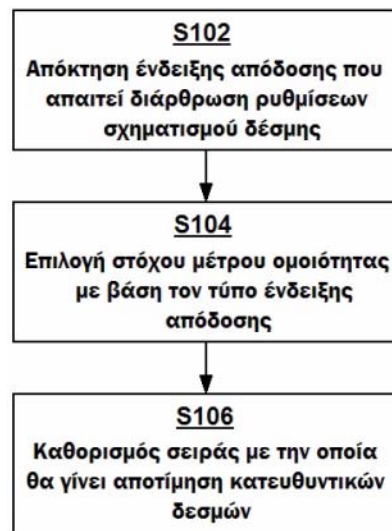 S102
Απόκτηση ένδειξης απόδοσης που
απαιτεί διάρθρωση ρυθμίσεων
σχηματισμού δέσμης
S104
Επιλογή στόχου μέτρου ομοιότητας
με βάση τον τύπο ένδειξης
απόδοσης
S106
Καθορισμός σειράς με την οποία
θα γίνει αποτίμηση κατευθυντικών
δεσμών